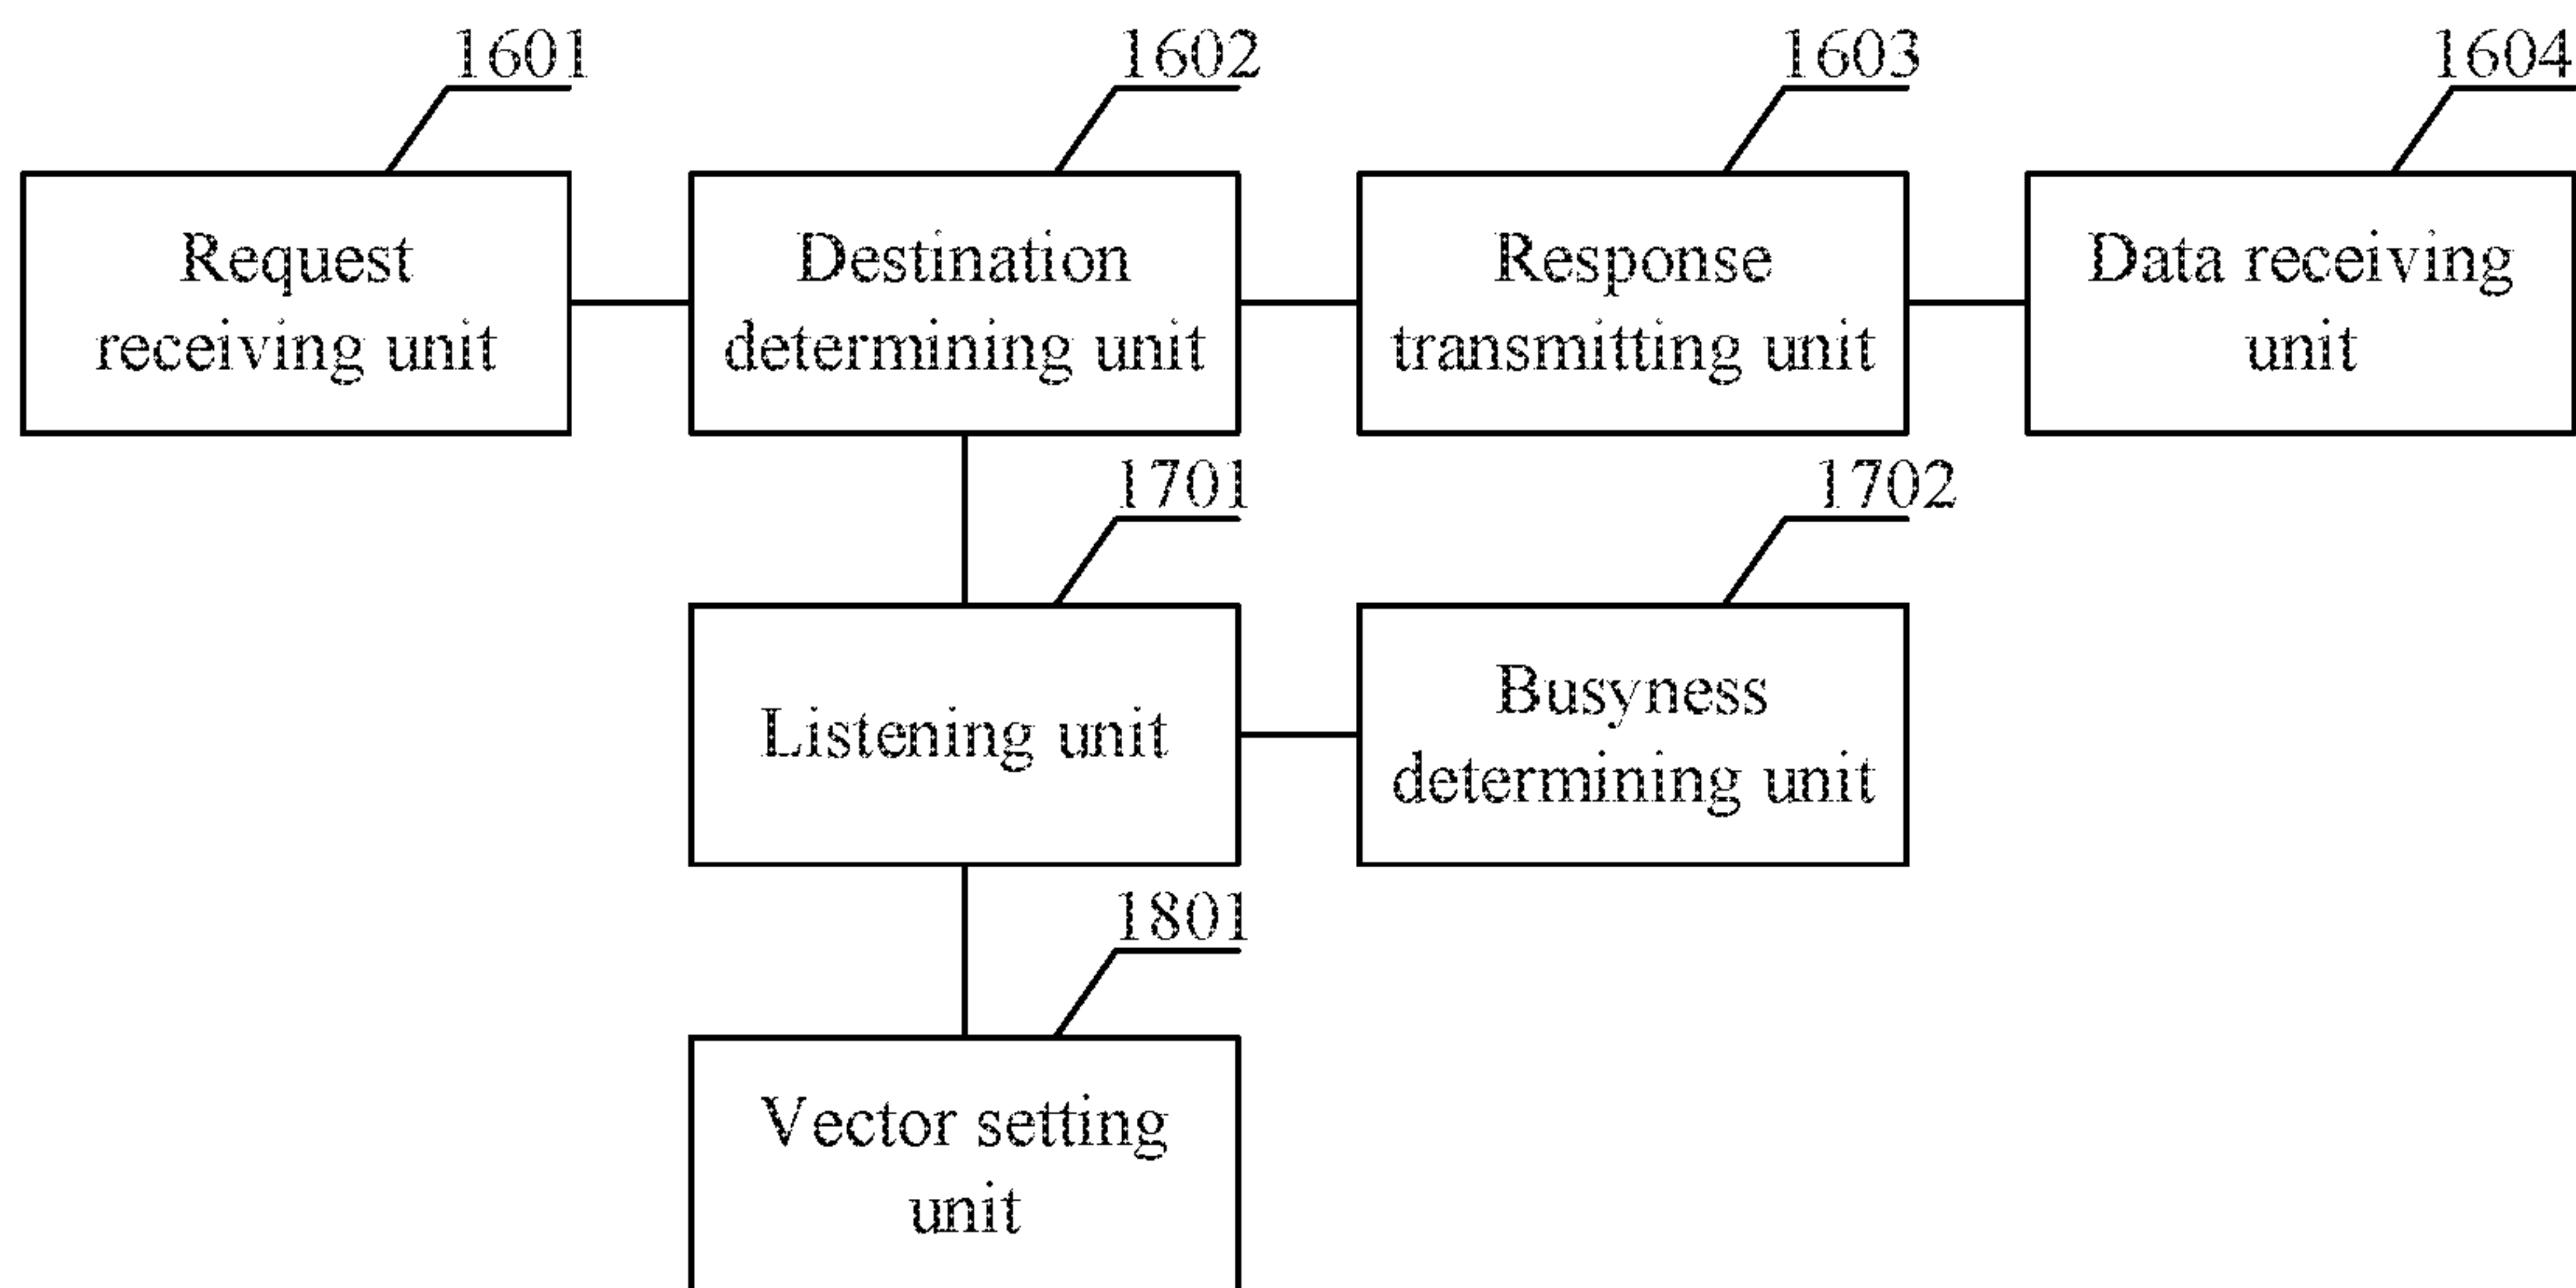 1601
1602
1603
1604
Request
receiving unit
Destination
determining unit
Response
transmitting unit
Data receiving
unit
1701
1702
Listening unit
Busyness
determining unit
1801
Vector setting
unit